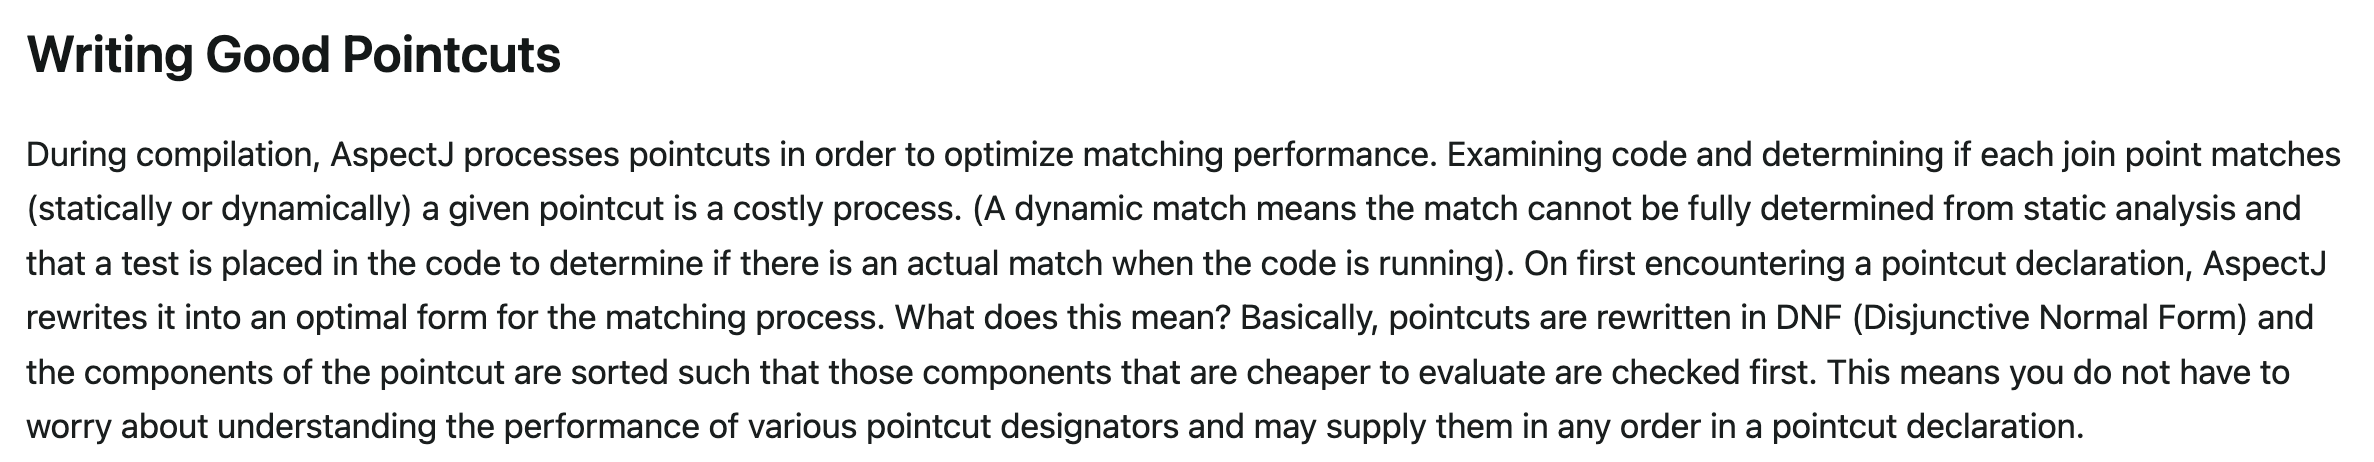 Writing Good Pointcuts
During compilation, AspectJ processes pointcuts in order to optimize matching performance. Examining code and determining if each join point matches
(statically or dynamically) a given pointcut is a costly process. (A dynamic match means the match cannot be fully determined from static analysis and
that a test is placed in the code to determine if there is an actual match when the code is running). On first encountering a pointcut declaration, AspectJ
rewrites it into an optimal form for the matching process. What does this mean? Basically, pointcuts are rewritten in DNF (Disjunctive Normal Form) and
the components of the pointcut are sorted such that those components that are cheaper to evaluate are checked first. This means you do not have to
worry about understanding the performance of various pointcut designators and may supply them in any order in a pointcut declaration.